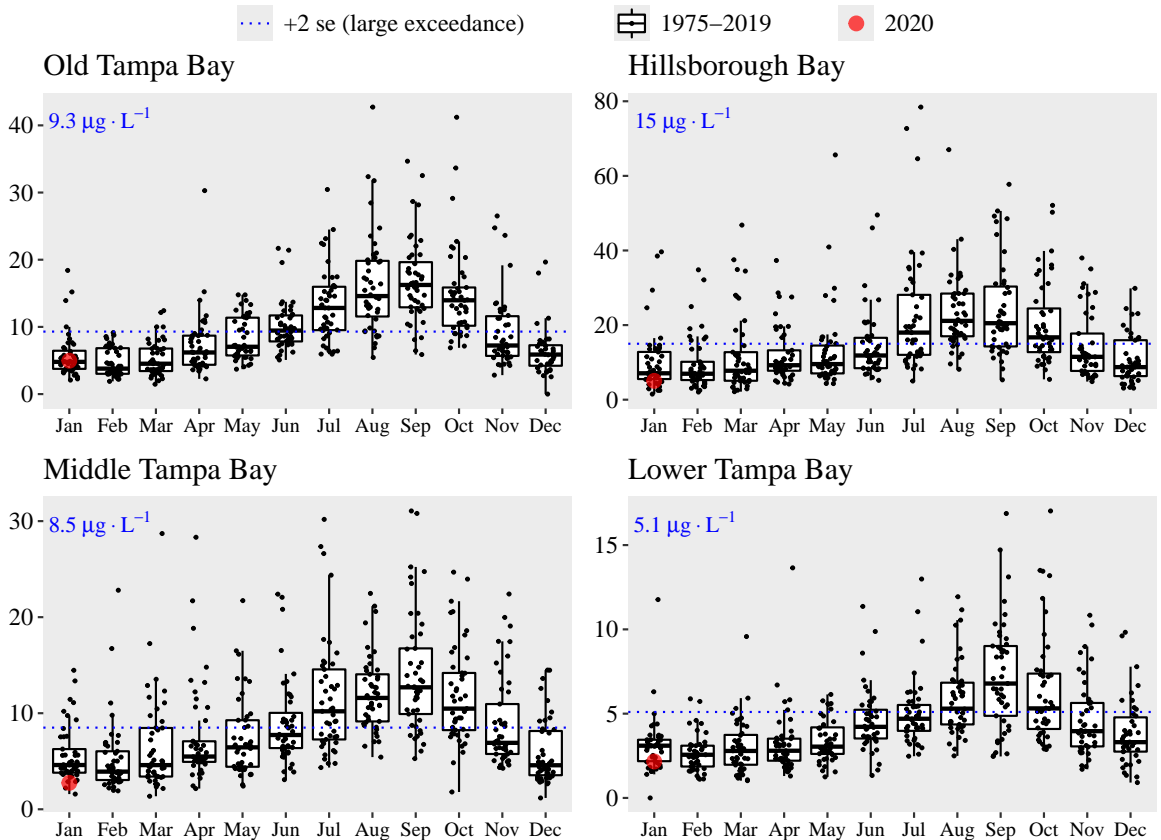 +2 se (large exceedance) 1975–2019 2020
Old Tampa Bay
9.3 μg · L⁻¹
40
30
20
10
0
Jan Feb Mar Apr May Jun Jul Aug Sep Oct Nov Dec
Hillsborough Bay
15 μg · L⁻¹
80
60
40
20
0
Jan Feb Mar Apr May Jun Jul Aug Sep Oct Nov Dec
Middle Tampa Bay
8.5 μg · L⁻¹
30
20
10
0
Jan Feb Mar Apr May Jun Jul Aug Sep Oct Nov Dec
Lower Tampa Bay
5.1 μg · L⁻¹
15
10
5
0
Jan Feb Mar Apr May Jun Jul Aug Sep Oct Nov Dec